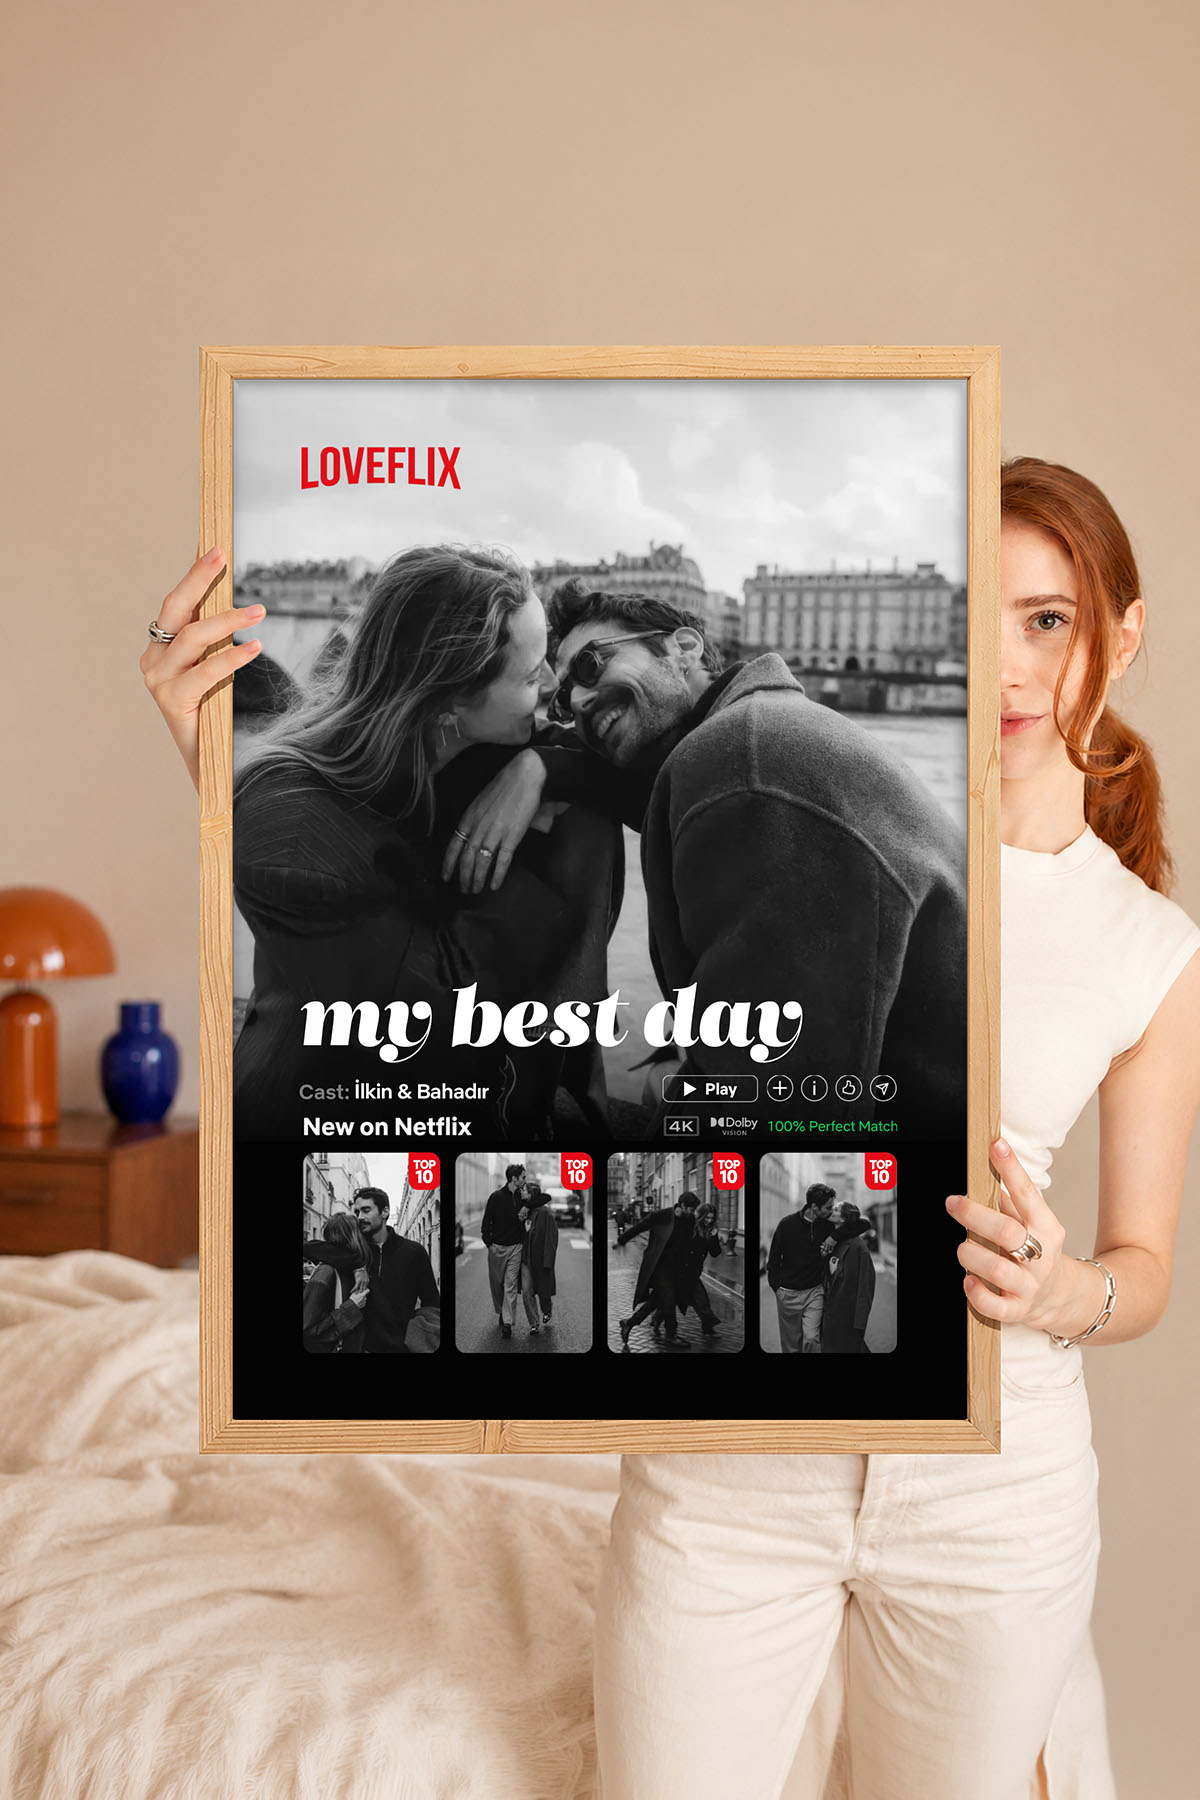 LOVEFLIX
my best day
Cast: İlkin & Bahadır
Play
New on Netflix
4K Dolby VISION 100% Perfect Match
TOP 10
TOP 10
TOP 10
TOP 10